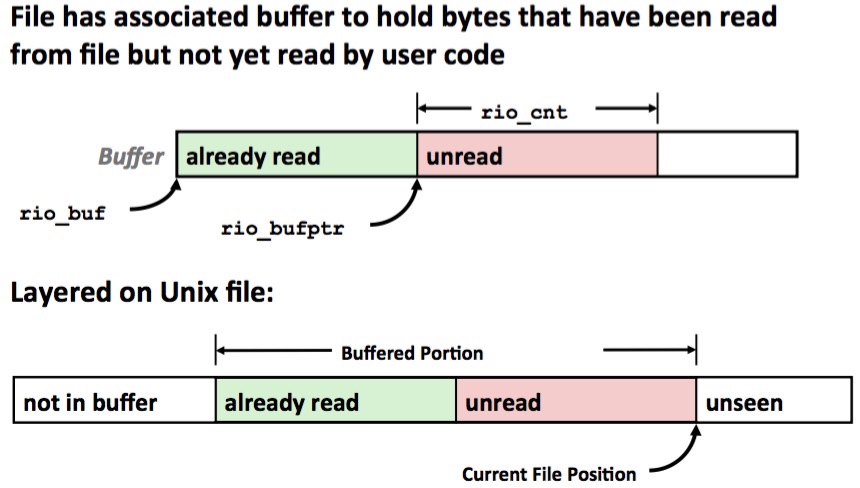 File has associated buffer to hold bytes that have been read
from file but not yet read by user code
rio_cnt
Buffer already read unread
rio_buf
rio_bufptr
Layered on Unix file:
Buffered Portion
not in buffer already read unread unseen
Current File Position